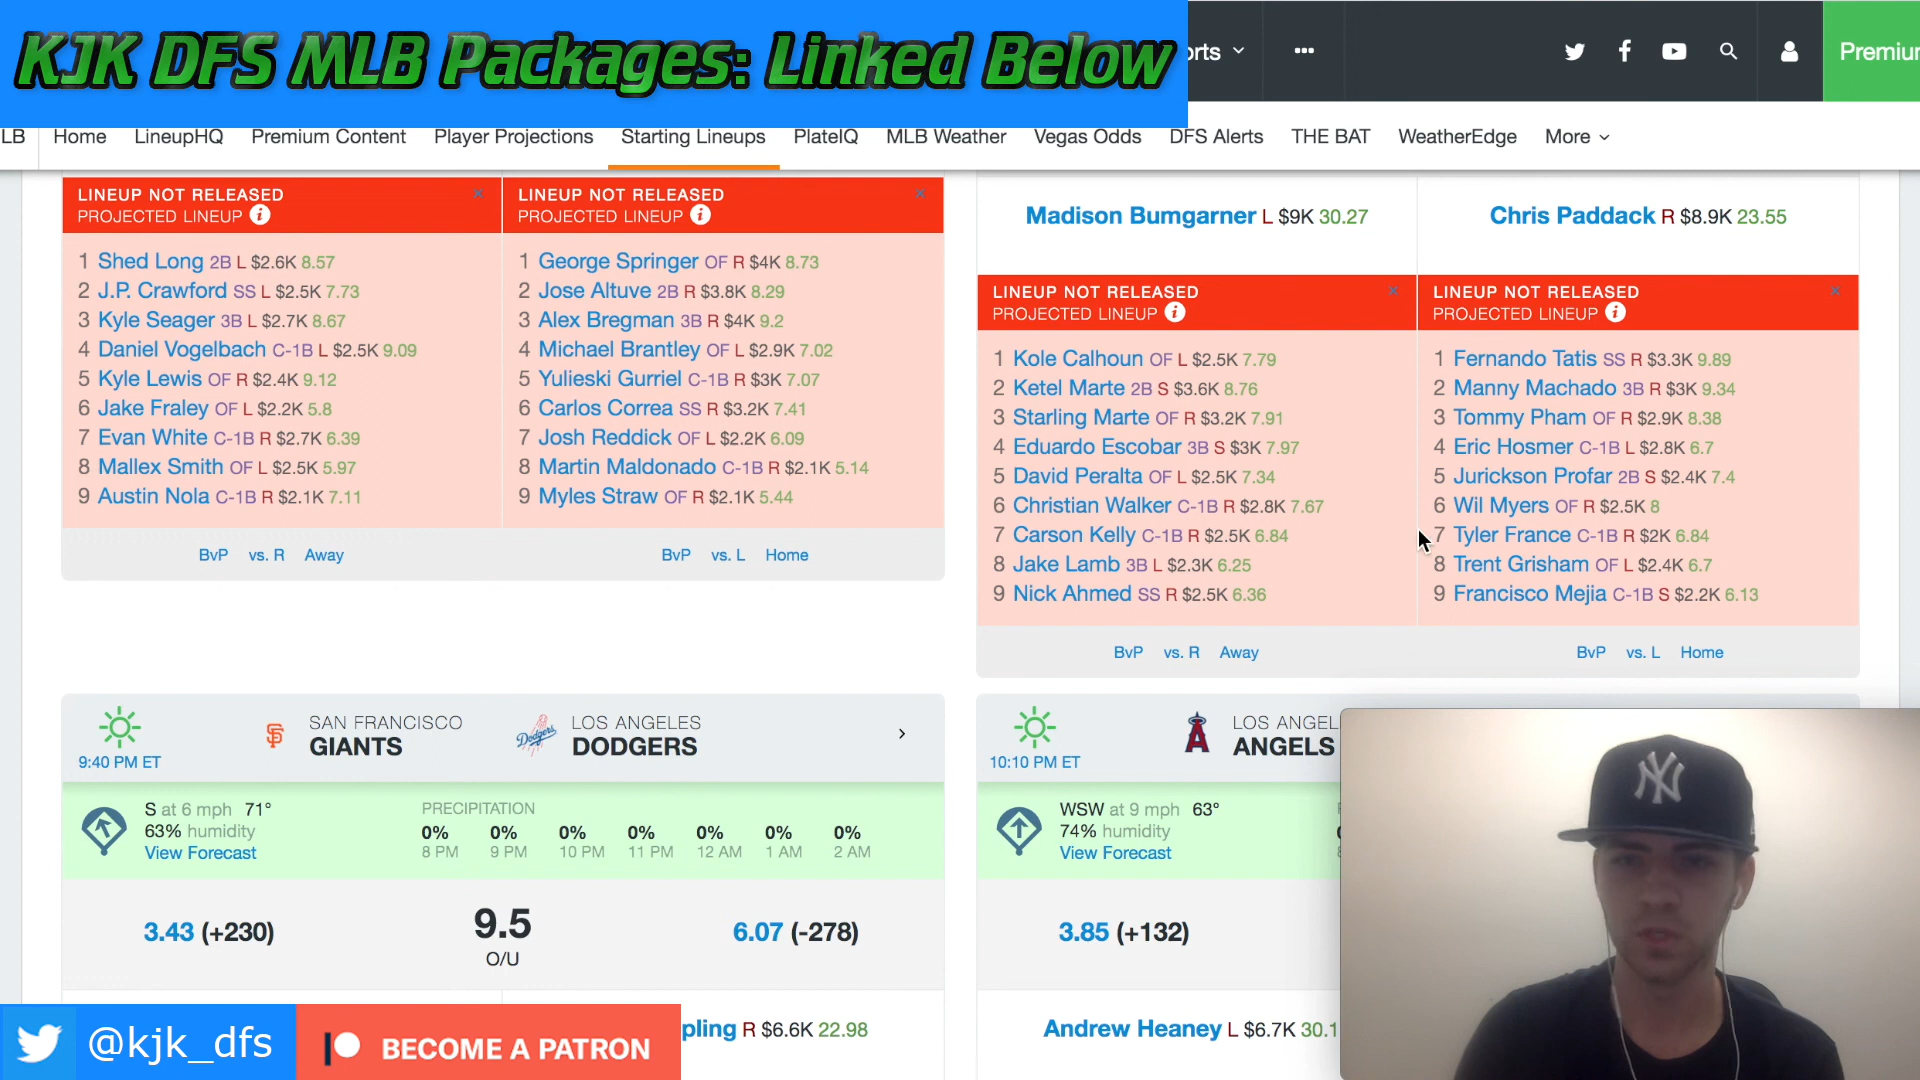 KJK DFS MLB Packages: Linked Below
orts
Premium
LB
Home
LineupHQ
Premium Content
Player Projections
Starting Lineups
PlateIQ
MLB Weather
Vegas Odds
DFS Alerts
THE BAT
WeatherEdge
More
LINEUP NOT RELEASED
PROJECTED LINEUP
1 Shed Long 2B L $2.6K 8.57
2 J.P. Crawford SS L $2.5K 7.73
3 Kyle Seager 3B L $2.7K 8.67
4 Daniel Vogelbach C-1B L $2.5K 9.09
5 Kyle Lewis OF R $2.4K 9.12
6 Jake Fraley OF L $2.2K 5.8
7 Evan White C-1B R $2.7K 6.39
8 Mallex Smith OF L $2.5K 5.97
9 Austin Nola C-1B R $2.1K 7.11
BvP vs. R Away
LINEUP NOT RELEASED
PROJECTED LINEUP
1 George Springer OF R $4K 8.73
2 Jose Altuve 2B R $3.8K 8.29
3 Alex Bregman 3B R $4K 9.2
4 Michael Brantley OF L $2.9K 7.02
5 Yulieski Gurriel C-1B R $3K 7.07
6 Carlos Correa SS R $3.2K 7.41
7 Josh Reddick OF L $2.2K 6.09
8 Martin Maldonado C-1B R $2.1K 5.14
9 Myles Straw OF R $2.1K 5.44
BvP vs. L Home
Madison Bumgarner L $9K 30.27
LINEUP NOT RELEASED
PROJECTED LINEUP
1 Kole Calhoun OF L $2.5K 7.79
2 Ketel Marte 2B S $3.6K 8.76
3 Starling Marte OF R $3.2K 7.91
4 Eduardo Escobar 3B S $3K 7.97
5 David Peralta OF L $2.5K 7.34
6 Christian Walker C-1B R $2.8K 7.67
7 Carson Kelly C-1B R $2.5K 6.84
8 Jake Lamb 3B L $2.3K 6.25
9 Nick Ahmed SS R $2.5K 6.36
BvP vs. R Away
Chris Paddack R $8.9K 23.55
LINEUP NOT RELEASED
PROJECTED LINEUP
1 Fernando Tatis SS R $3.3K 9.89
2 Manny Machado 3B R $3K 9.34
3 Tommy Pham OF R $2.9K 8.38
4 Eric Hosmer C-1B L $2.8K 6.7
5 Jurickson Profar 2B S $2.4K 7.4
6 Wil Myers OF R $2.5K 8
7 Tyler France C-1B R $2K 6.84
8 Trent Grisham OF L $2.4K 6.7
9 Francisco Mejia C-1B S $2.2K 6.13
BvP vs. L Home
9:40 PM ET
SAN FRANCISCO
GIANTS
LOS ANGELES
DODGERS
S at 6 mph 71°
63% humidity
View Forecast
PRECIPITATION
0% 0% 0% 0% 0% 0% 0%
8 PM 9 PM 10 PM 11 PM 12 AM 1 AM 2 AM
3.43 (+230)
9.5
O/U
6.07 (-278)
pling R $6.6K 22.98
10:10 PM ET
LOS ANGEL
ANGELS
WSW at 9 mph 63°
74% humidity
View Forecast
3.85 (+132)
Andrew Heaney L $6.7K 30.1
@kjk_dfs
BECOME A PATRON
NY